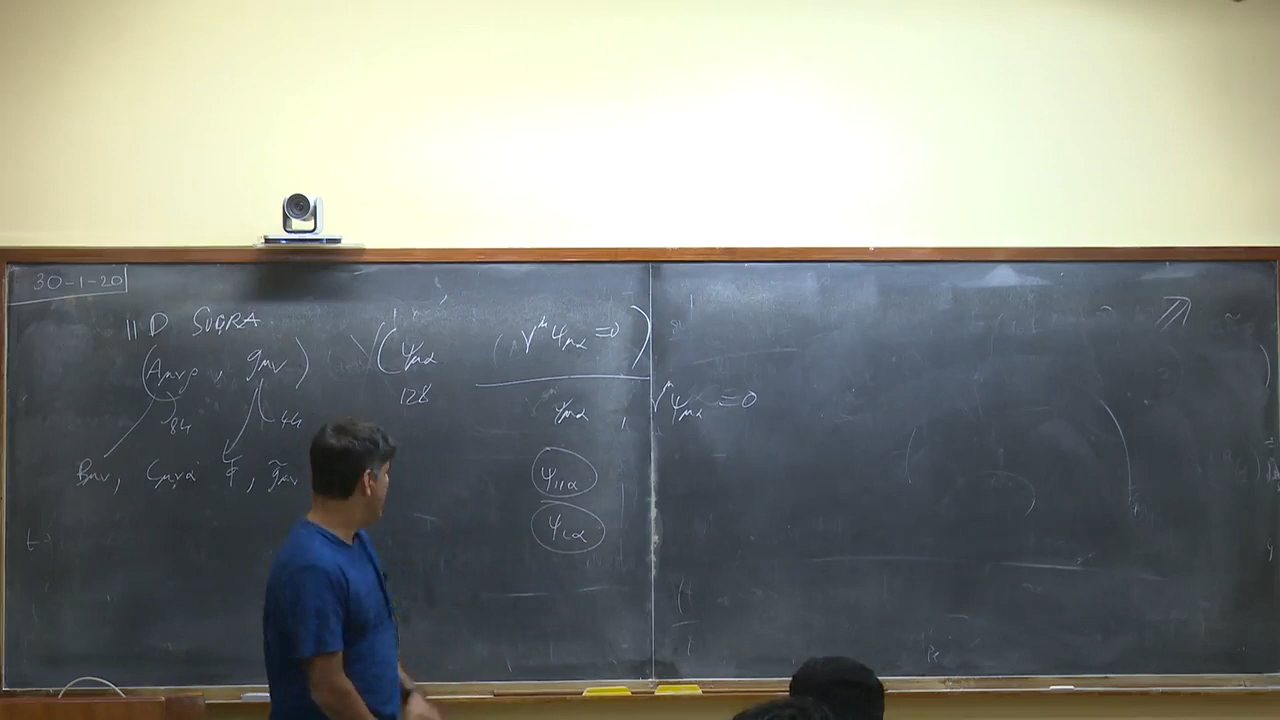 30-1-20
11 D SUGRA
(A_{μνρ}, g_{μν}) (ψ_{μα} γ^μ ψ_{μα} = 0)
84 44 128
ψ_{μα}, γ^μ ψ_{μα} = 0
B_{μν}, C_{μνα} Φ, g̃_{μν}
ψ_{11α}
ψ_{iα}